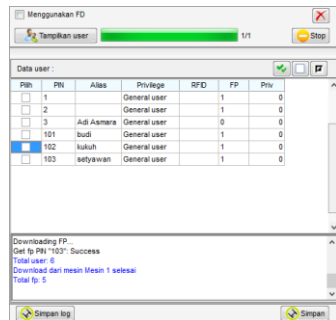 Menggunakan FD
Tampilkan user 1/1 Stop
Data user :
Pilih PIN Alias Privilege RFID FP Priv
1 General user 1 0
2 General user 1 0
3 Adi Asmara General user 0 0
101 budi General user 1 0
102 kukuh General user 1 0
103 setyawan General user 1 0
Downloading FP...
Get fp PIN "103": Success
Total user: 6
Download dari mesin Mesin 1 selesai
Total fp: 5
Simpan log Simpan